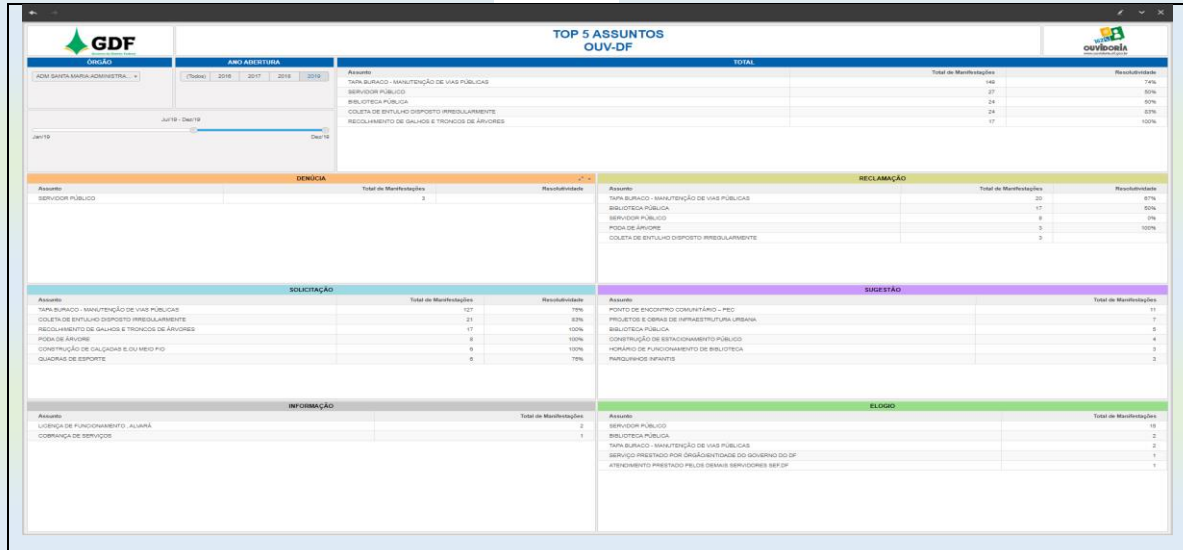 GDF
TOP 5 ASSUNTOS
OUV-DF
OUVIDORIA
ÓRGÃO
ADM SANTA MARIA:ADMINISTRA...
ANO ABERTURA
(Todos) 2016 2017 2018 2019
Jul/19 - Dez/19
Jan/19 Dez/19
TOTAL
Assunto Total de Manifestações Resolutividade
TAPA BURACO - MANUTENÇÃO DE VIAS PÚBLICAS 149 74%
SERVIDOR PÚBLICO 27 50%
BIBLIOTECA PÚBLICA 24 50%
COLETA DE ENTULHO DISPOSTO IRREGULARMENTE 24 83%
RECOLHIMENTO DE GALHOS E TRONCOS DE ÁRVORES 17 100%
DENÚCIA
Assunto Total de Manifestações Resolutividade
SERVIDOR PÚBLICO 3
RECLAMAÇÃO
Assunto Total de Manifestações Resolutividade
TAPA BURACO - MANUTENÇÃO DE VIAS PÚBLICAS 20 67%
BIBLIOTECA PÚBLICA 17 50%
SERVIDOR PÚBLICO 0%
PODA DE ÁRVORE 3 100%
COLETA DE ENTULHO DISPOSTO IRREGULARMENTE 3
SOLICITAÇÃO
Assunto Total de Manifestações Resolutividade
TAPA BURACO - MANUTENÇÃO DE VIAS PÚBLICAS 127 
COLETA DE ENTULHO DISPOSTO IRREGULARMENTE 21 83%
RECOLHIMENTO DE GALHOS E TRONCOS DE ÁRVORES 17 100%
PODA DE ÁRVORE 100%
CONSTRUÇÃO DE CALÇADAS E.OU MEIO FIO 100%
QUADRAS DE ESPORTE
SUGESTÃO
Assunto Total de Manifestações
PONTO DE ENCONTRO COMUNITÁRIO – PEC 11
PROJETOS E OBRAS DE INFRAESTRUTURA URBANA 7
BIBLIOTECA PÚBLICA 5
CONSTRUÇÃO DE ESTACIONAMENTO PÚBLICO 4
HORÁRIO DE FUNCIONAMENTO DE BIBLIOTECA 3
PARQUINHOS INFANTIS 3
INFORMAÇÃO
Assunto Total de Manifestações
LICENÇA DE FUNCIONAMENTO . ALVARÁ 2
COBRANÇA DE SERVIÇOS 1
ELOGIO
Assunto Total de Manifestações
SERVIDOR PÚBLICO
BIBLIOTECA PÚBLICA 2
TAPA BURACO - MANUTENÇÃO DE VIAS PÚBLICAS 2
SERVIÇO PRESTADO POR ÓRGÃO/ENTIDADE DO GOVERNO DO DF 1
ATENDIMENTO PRESTADO PELOS DEMAIS SERVIDORES SEF.DF 1